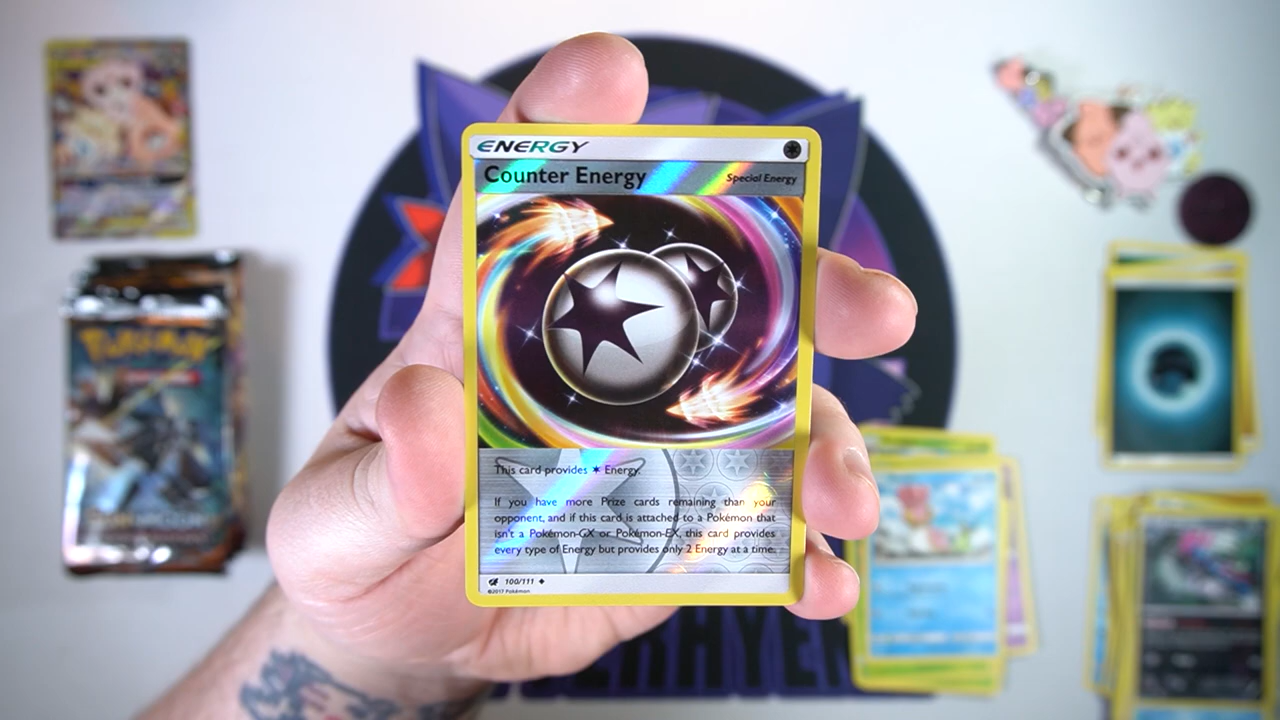 ENERGY
Counter Energy
Special Energy
This card provides ✶ Energy.
If you have more Prize cards remaining than your
opponent, and if this card is attached to a Pokémon that
isn't a Pokémon-GX or Pokémon-EX, this card provides
every type of Energy but provides only 2 Energy at a time.
100/111 ◆
©2017 Pokémon
POKéMON